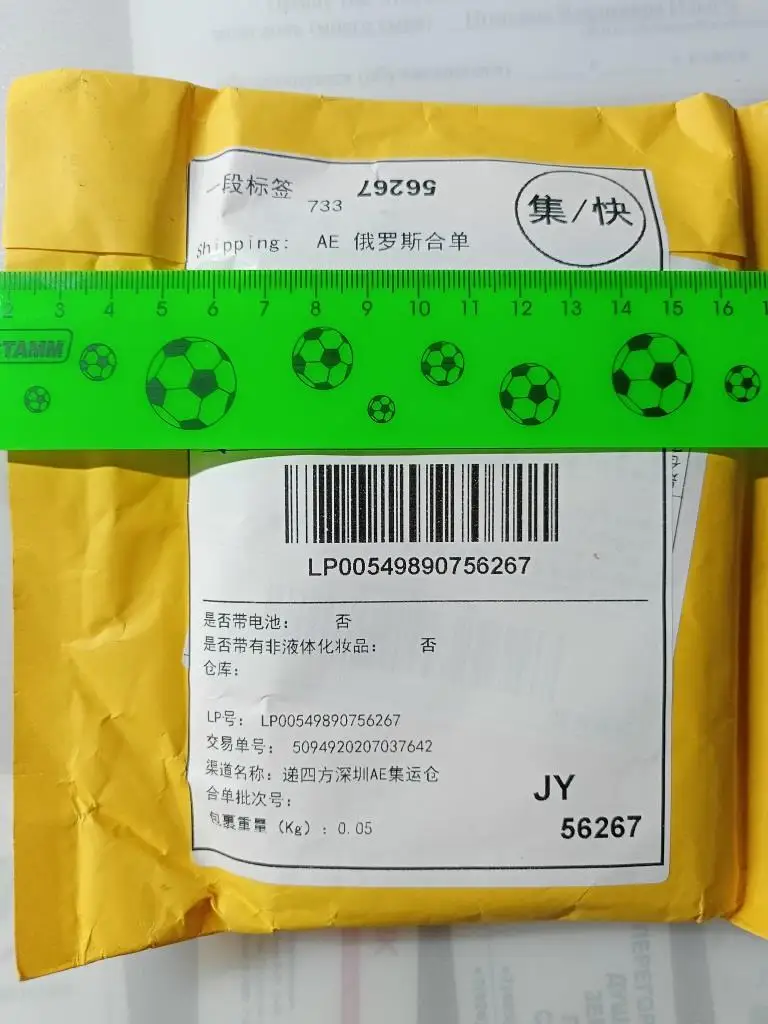 一段标签
733
56267
集/快
Shipping: AE 俄罗斯合单
2 3 4 5 6 7 8 9 10 11 12 13 14 15 16
STAMM
LP00549890756267
是否带电池： 否
是否带有非液体化妆品： 否
仓库：
LP号： LP00549890756267
交易单号： 5094920207037642
渠道名称：递四方深圳AE集运仓
合单批次号：
JY
包裹重量（Kg）：0.05
56267